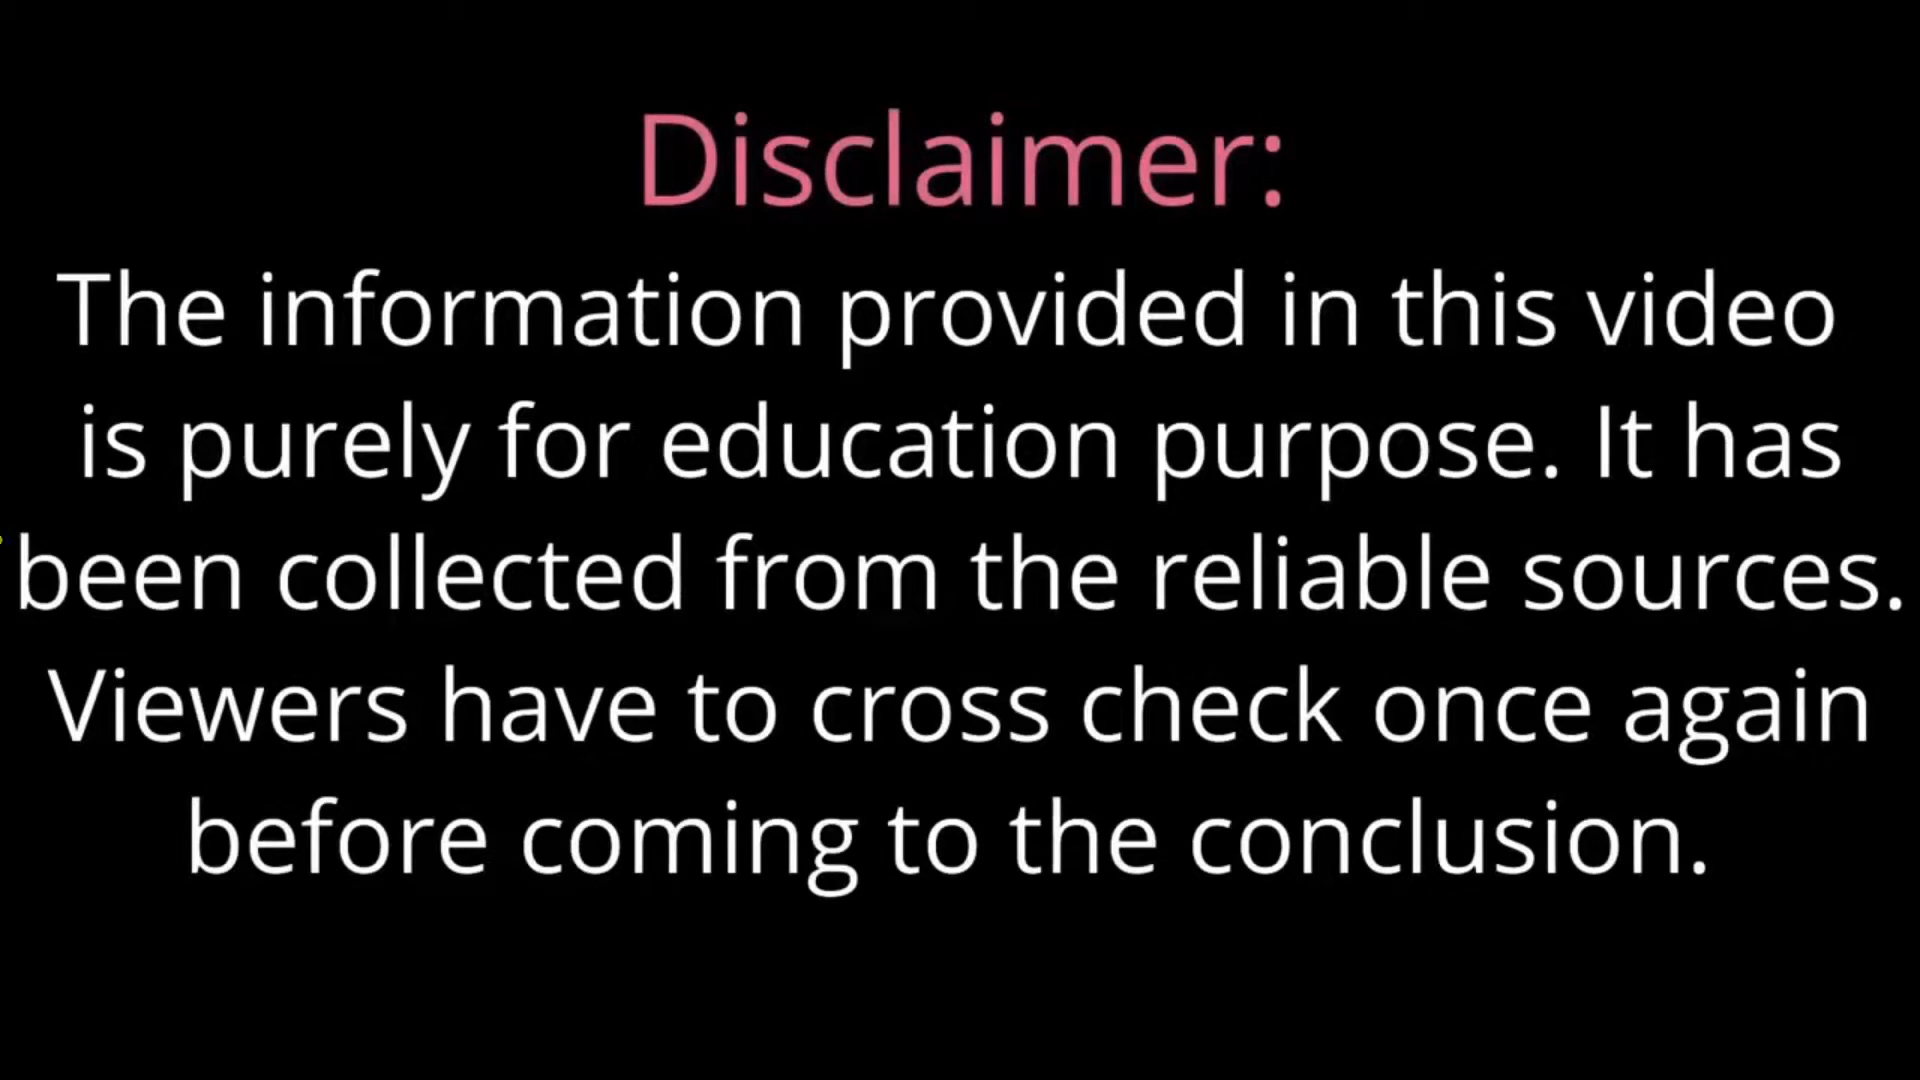 Disclaimer:
The information provided in this video
is purely for education purpose. It has
been collected from the reliable sources.
Viewers have to cross check once again
before coming to the conclusion.